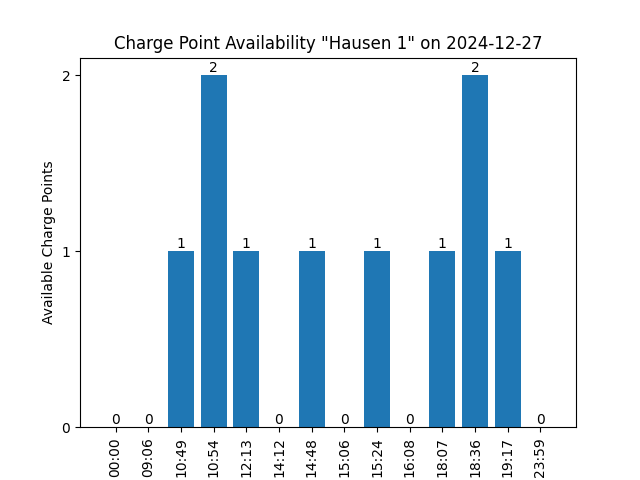 Charge Point Availability "Hausen 1" on 2024-12-27
Available Charge Points
2
1
0
0 0 1 2 1 0 1 0 1 0 1 2 1 0
00:00 09:06 10:49 10:54 12:13 14:12 14:48 15:06 15:24 16:08 18:07 18:36 19:17 23:59